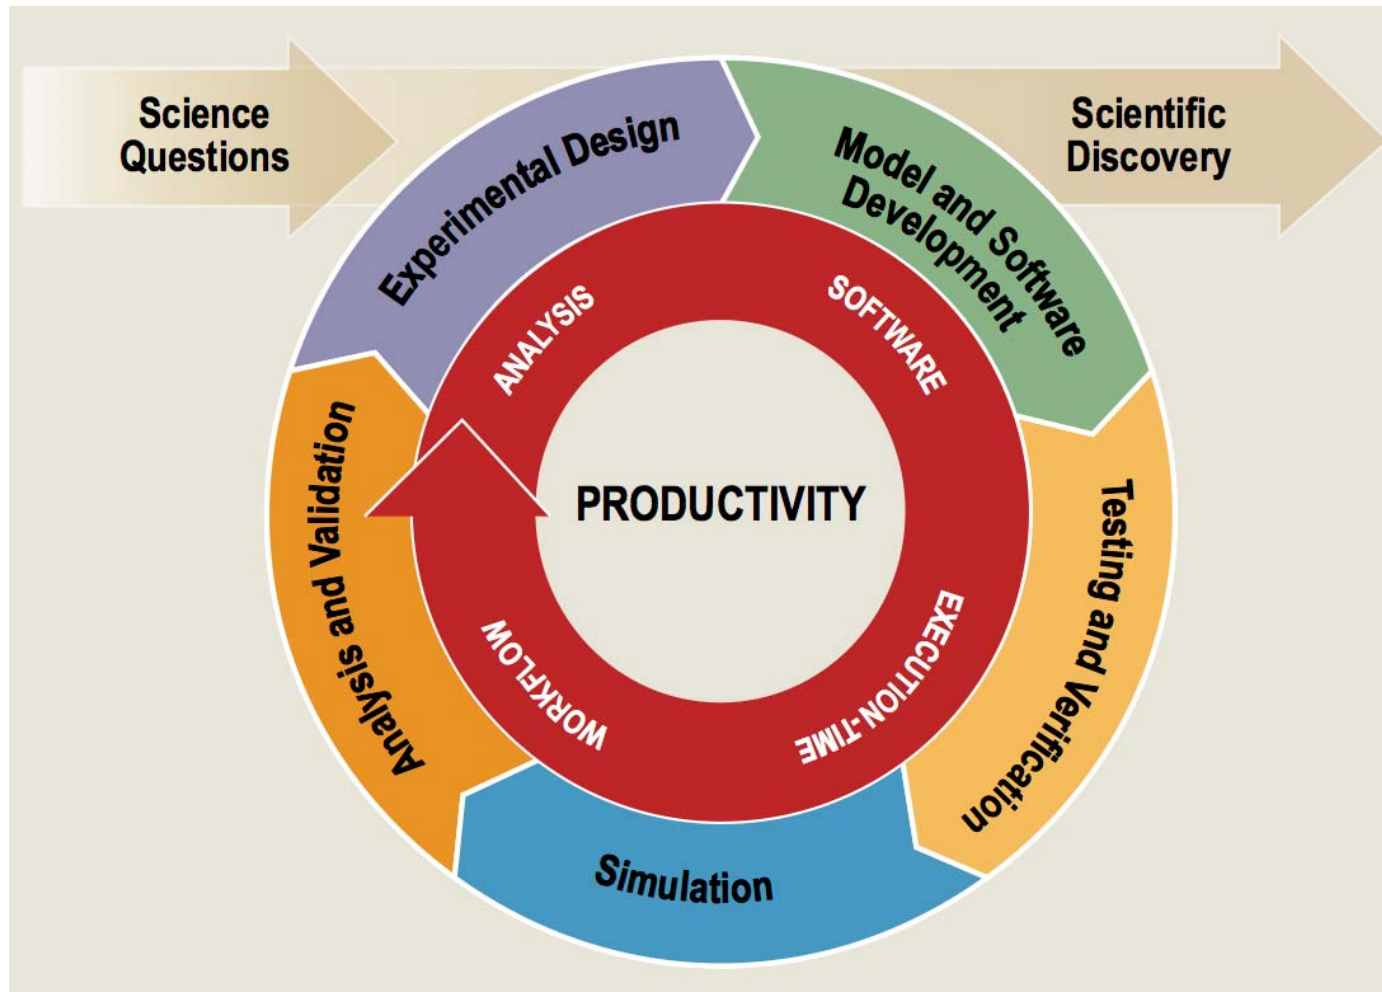 Science
Questions
Scientific
Discovery
Experimental Design
Model and Software
Development
Testing and Verification
Simulation
Analysis and Validation
ANALYSIS
SOFTWARE
EXECUTION-TIME
WORKFLOW
PRODUCTIVITY